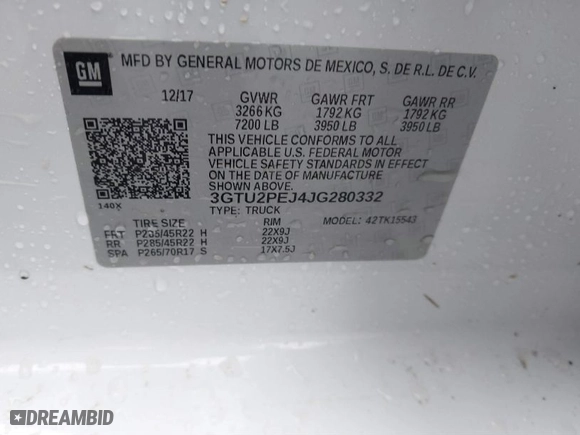 GM
MFD BY GENERAL MOTORS DE MEXICO, S. DE R.L. DE C.V.
12/17 GVWR GAWR FRT GAWR RR
3266 KG 1792 KG 1792 KG
7200 LB 3950 LB 3950 LB
THIS VEHICLE CONFORMS TO ALL
APPLICABLE U.S. FEDERAL MOTOR
VEHICLE SAFETY STANDARDS IN EFFECT
ON THE DATE OF MANUFACTURE
SHOWN ABOVE.
3GTU2PEJ4JG280332
140X TYPE: TRUCK MODEL: 42TK15543
TIRE SIZE RIM
FRT P285/45R22 H 22X9J
RR P285/45R22 H 22X9J
SPA P265/70R17 S 17X7.5J
DREAMBID